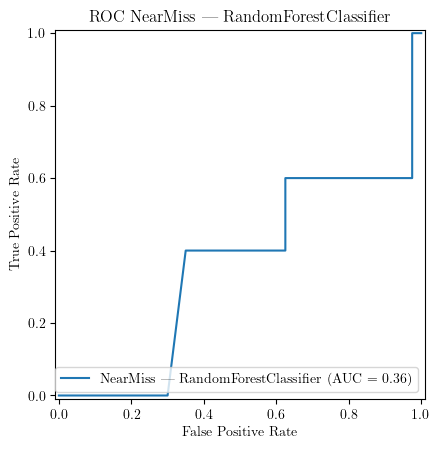 ROC NearMiss — RandomForestClassifier
1.0
0.8
0.6
0.4
0.2
0.0
True Positive Rate
NearMiss — RandomForestClassifier (AUC = 0.36)
0.0 0.2 0.4 0.6 0.8 1.0
False Positive Rate